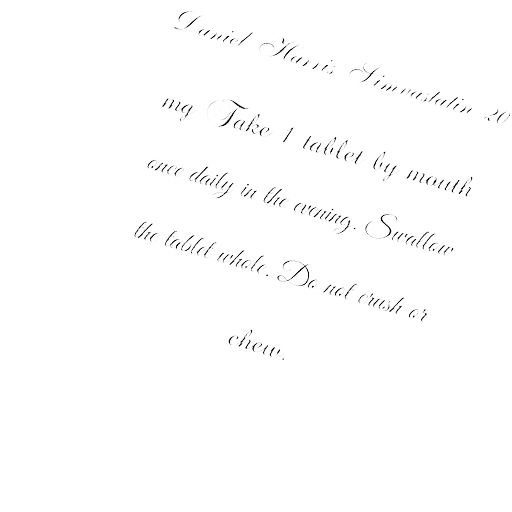 Daniel Harris Simvastatin 20
mg Take 1 tablet by mouth
once daily in the evening. Swallow
the tablet whole. Do not crush or
chew.